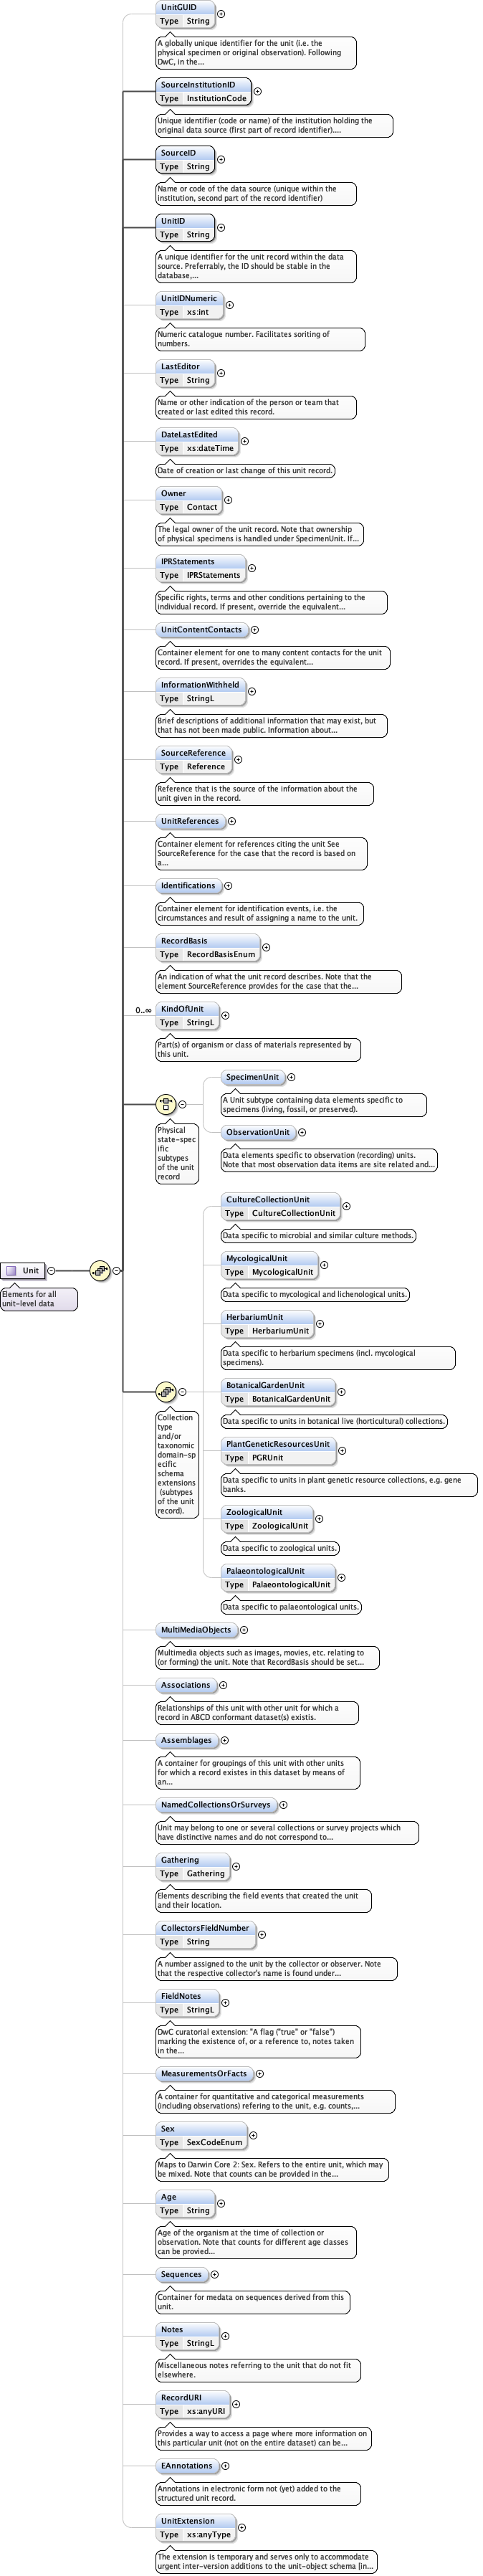 UnitGUID
Type String
A globally unique identifier for the unit (i.e. the
physical specimen or original observation). Following
DwC, in the...
SourceInstitutionID
Type InstitutionCode
Unique identifier (code or name) of the institution holding the
original data source (first part of record identifier)....
SourceID
Type String
Name or code of the data source (unique within the
institution, second part of the record identifier)
UnitID
Type String
A unique identifier for the unit record within the data
source. Preferrably, the ID should be stable in the
database,...
UnitIDNumeric
Type xs:int
Numeric catalogue number. Facilitates soriting of
numbers.
LastEditor
Type String
Name or other indication of the person or team that
created or last edited this record.
DateLastEdited
Type xs:dateTime
Date of creation or last change of this unit record.
Owner
Type Contact
The legal owner of the unit record. Note that ownership
of physical specimens is handled under SpecimenUnit. If...
IPRStatements
Type IPRStatements
Specific rights, terms and other conditions pertaining to the
individual record. If present, override the equivalent...
UnitContentContacts
Container element for one to many content contacts for the unit
record. If present, overrides the equivalent...
InformationWithheld
Type StringL
Brief descriptions of additional information that may exist, but
that has not been made public. Information about...
SourceReference
Type Reference
Reference that is the source of the information about the
unit given in the record.
UnitReferences
Container element for references citing the unit See
SourceReference for the case that the record is based on
a...
Identifications
Container element for identification events, i.e. the
circumstances and result of assigning a name to the unit.
RecordBasis
Type RecordBasisEnum
An indication of what the unit record describes. Note that the
element SourceReference provides for the case that the...
0..∞
KindOfUnit
Type StringL
Part(s) of organism or class of materials represented by
this unit.
Physical
state-spec
ific
subtypes
of the unit
record
SpecimenUnit
A Unit subtype containing data elements specific to
specimens (living, fossil, or preserved).
ObservationUnit
Data elements specific to observation (recording) units.
Note that most observation data items are site related and...
Unit
Elements for all
unit-level data
Collection
type
and/or
taxonomic
domain-sp
ecific
schema
extensions
(subtypes
of the unit
record).
CultureCollectionUnit
Type CultureCollectionUnit
Data specific to microbial and similar culture methods.
MycologicalUnit
Type MycologicalUnit
Data specific to mycological and lichenological units.
HerbariumUnit
Type HerbariumUnit
Data specific to herbarium specimens (incl. mycological
specimens).
BotanicalGardenUnit
Type BotanicalGardenUnit
Data specific to units in botanical live (horticultural) collections.
PlantGeneticResourcesUnit
Type PGRUnit
Data specific to units in plant genetic resource collections, e.g. gene
banks.
ZoologicalUnit
Type ZoologicalUnit
Data specific to zoological units.
PalaeontologicalUnit
Type PalaeontologicalUnit
Data specific to palaeontological units.
MultiMediaObjects
Multimedia objects such as images, movies, etc. relating to
(or forming) the unit. Note that RecordBasis should be set...
Associations
Relationships of this unit with other unit for which a
record in ABCD conformant dataset(s) existis.
Assemblages
A container for groupings of this unit with other units
for which a record existes in this dataset by means of
an...
NamedCollectionsOrSurveys
Unit may belong to one or several collections or survey projects which
have distinctive names and do not correspond to...
Gathering
Type Gathering
Elements describing the field events that created the unit
and their location.
CollectorsFieldNumber
Type String
A number assigned to the unit by the collector or observer. Note
that the respective collector's name is found under...
FieldNotes
Type StringL
DwC curatorial extension: "A flag ("true" or "false")
marking the existence of, or a reference to, notes taken
in the...
MeasurementsOrFacts
A container for quantitative and categorical measurements
(including observations) refering to the unit, e.g. counts,...
Sex
Type SexCodeEnum
Maps to Darwin Core 2: Sex. Refers to the entire unit, which may
be mixed. Note that counts can be provided in the...
Age
Type String
Age of the organism at the time of collection or
observation. Note that counts for different age classes
can be provied...
Sequences
Container for medata on sequences derived from this
unit.
Notes
Type StringL
Miscellaneous notes referring to the unit that do not fit
elsewhere.
RecordURI
Type xs:anyURI
Provides a way to access a page where more information on
this particular unit (not on the entire dataset) can be...
EAnnotations
Annotations in electronic form not (yet) added to the
structured unit record.
UnitExtension
Type xs:anyType
The extension is temporary and serves only to accommodate
urgent inter-version additions to the unit-object schema [in...